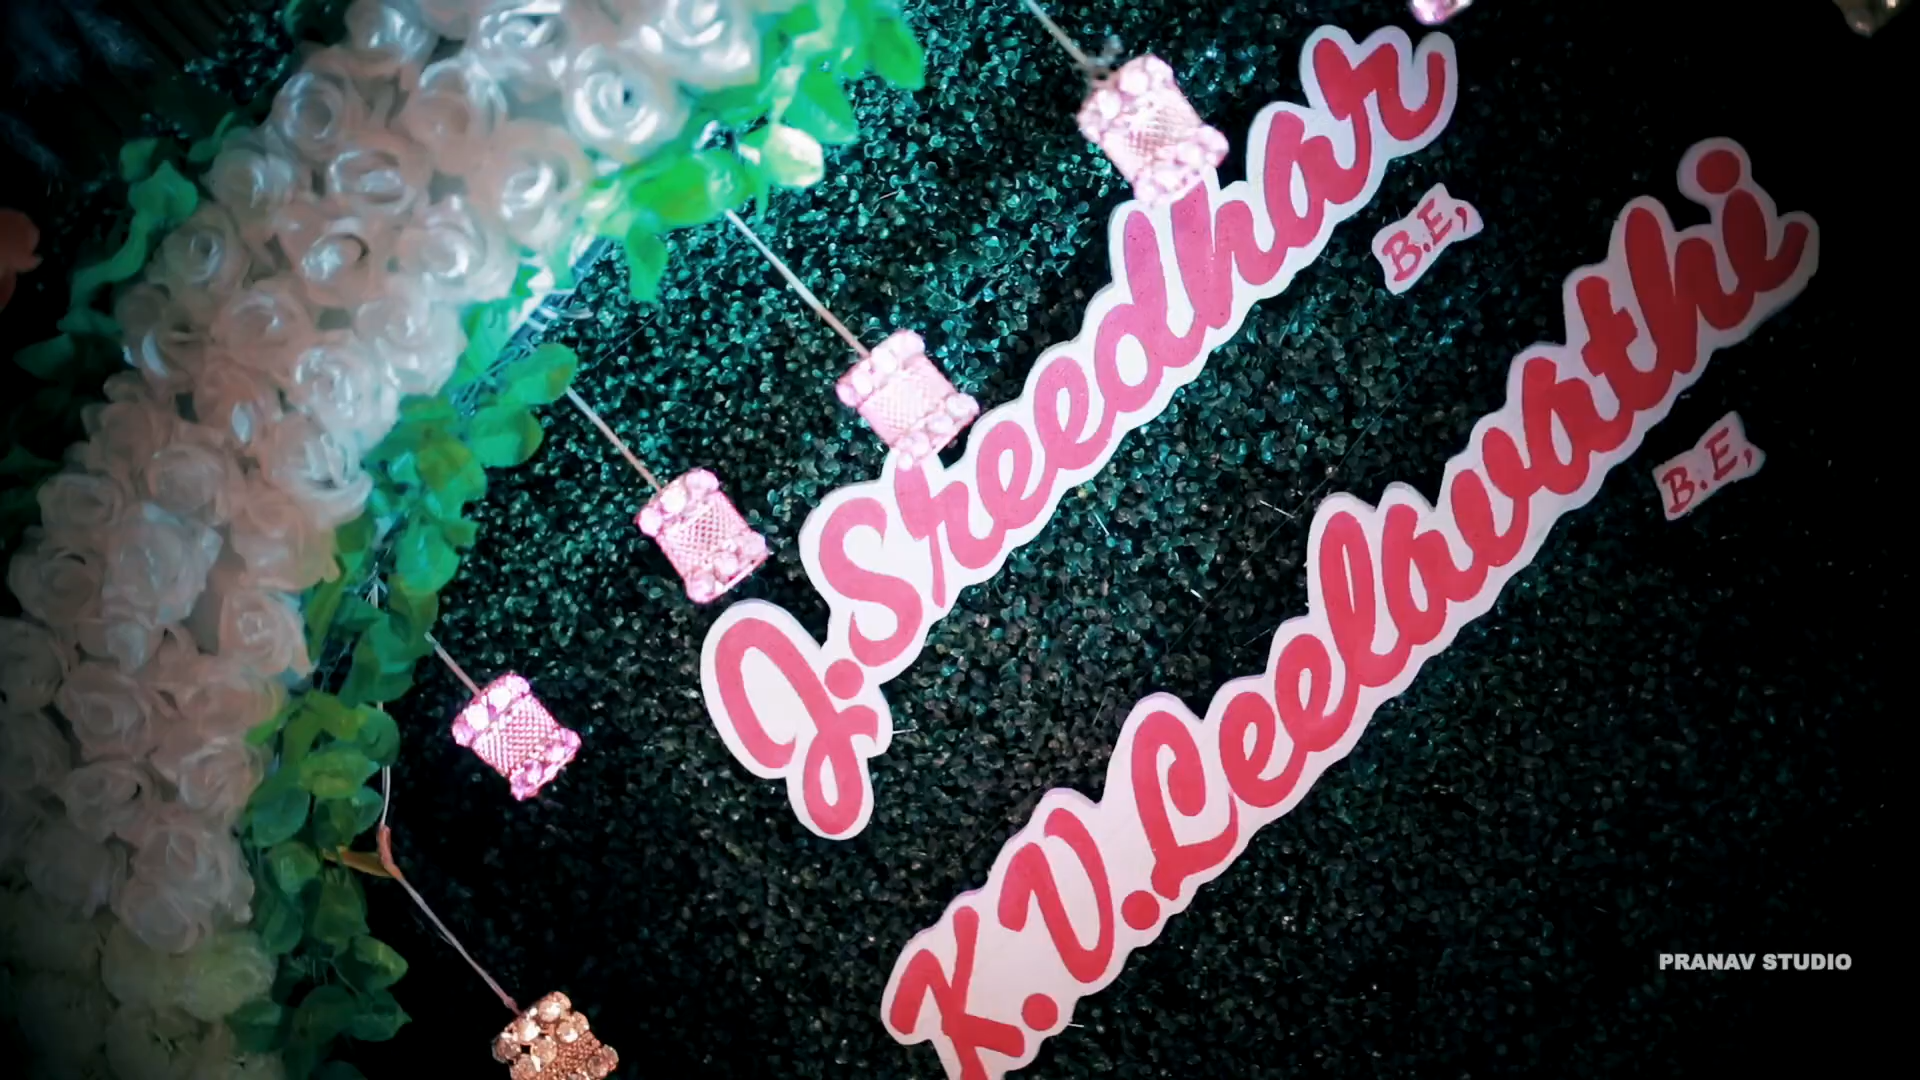 J.Sreedhar
B.E,
K.V.Leelavathi
B.E,
PRANAV STUDIO